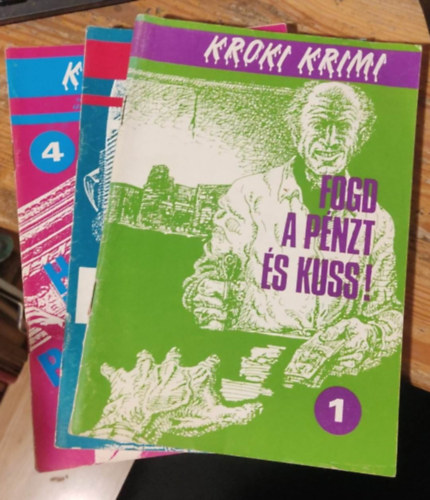 KROKI KRIMI
FOGD
A PÉNZT
ÉS KUSS!
1
K
4